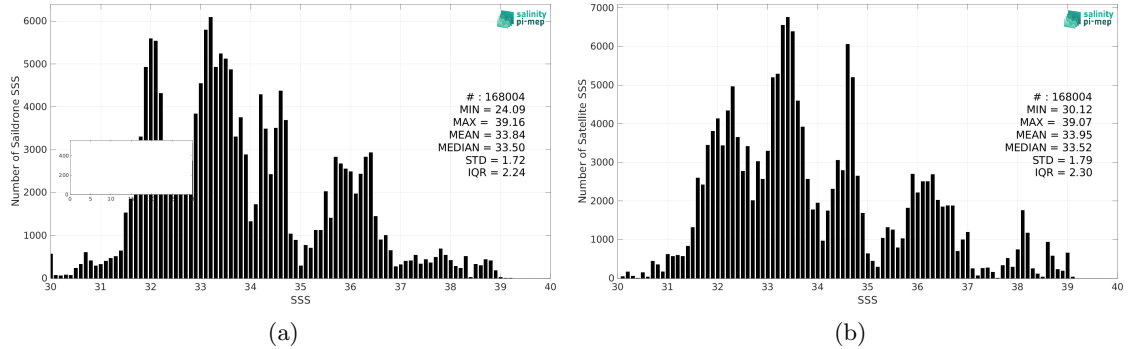 6000
5000
4000
3000
2000
1000
0
30 31 32 33 34 35 36 37 38 39 40
SSS
Number of Saildrone SSS
400
200
0
0 5 10 15 20 25
salinity
pi-mep
# : 168004
MIN = 24.09
MAX = 39.16
MEAN = 33.84
MEDIAN = 33.50
STD = 1.72
IQR = 2.24
(a)
7000
6000
5000
4000
3000
2000
1000
0
30 31 32 33 34 35 36 37 38 39 40
SSS
Number of Satellite SSS
salinity
pi-mep
# : 168004
MIN = 30.12
MAX = 39.07
MEAN = 33.95
MEDIAN = 33.52
STD = 1.79
IQR = 2.30
(b)